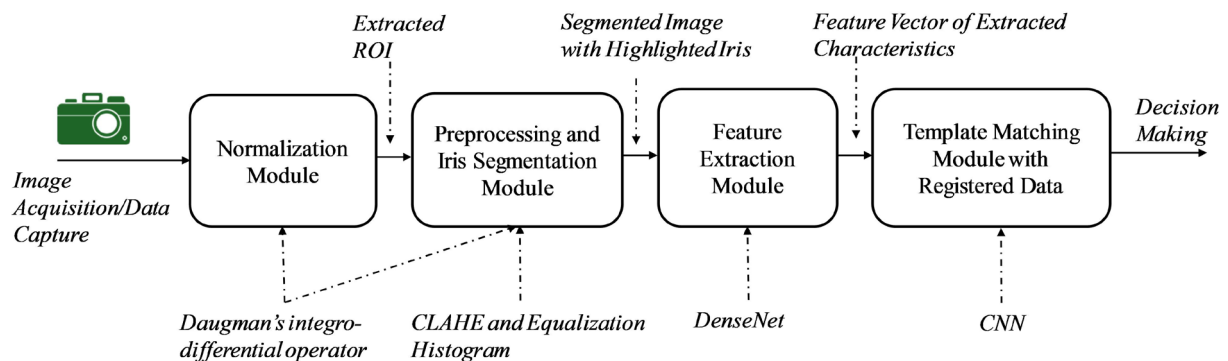 Extracted
ROI
Segmented Image
with Highlighted Iris
Feature Vector of Extracted
Characteristics
Image
Acquisition/Data
Capture
Normalization
Module
Preprocessing and
Iris Segmentation
Module
Feature
Extraction
Module
Template Matching
Module with
Registered Data
Decision
Making
Daugman's integro-
differential operator
CLAHE and Equalization
Histogram
DenseNet
CNN